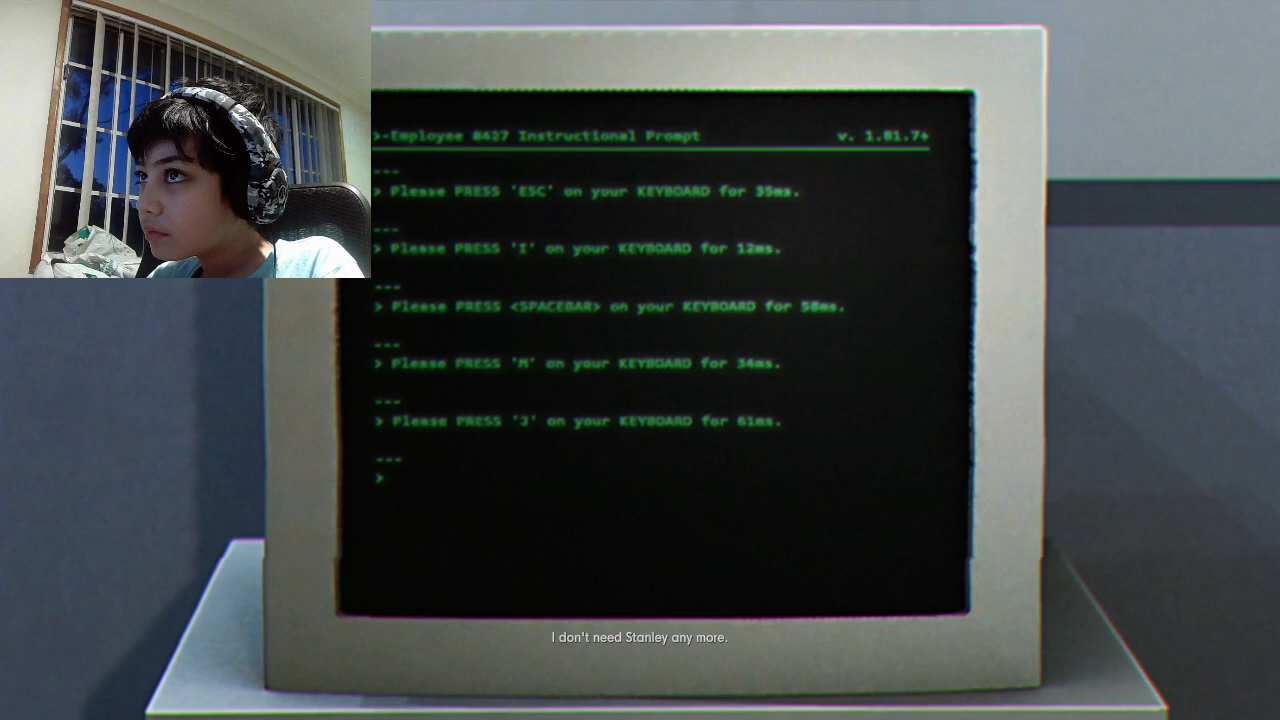 >-Employee #427 Instructional Prompt v. 1.81.7+
---
> Please PRESS 'ESC' on your KEYBOARD for 35ms.
---
> Please PRESS 'I' on your KEYBOARD for 12ms.
---
> Please PRESS <SPACEBAR> on your KEYBOARD for 58ms.
---
> Please PRESS 'M' on your KEYBOARD for 34ms.
---
> Please PRESS 'J' on your KEYBOARD for 61ms.
---
>
I don't need Stanley any more.